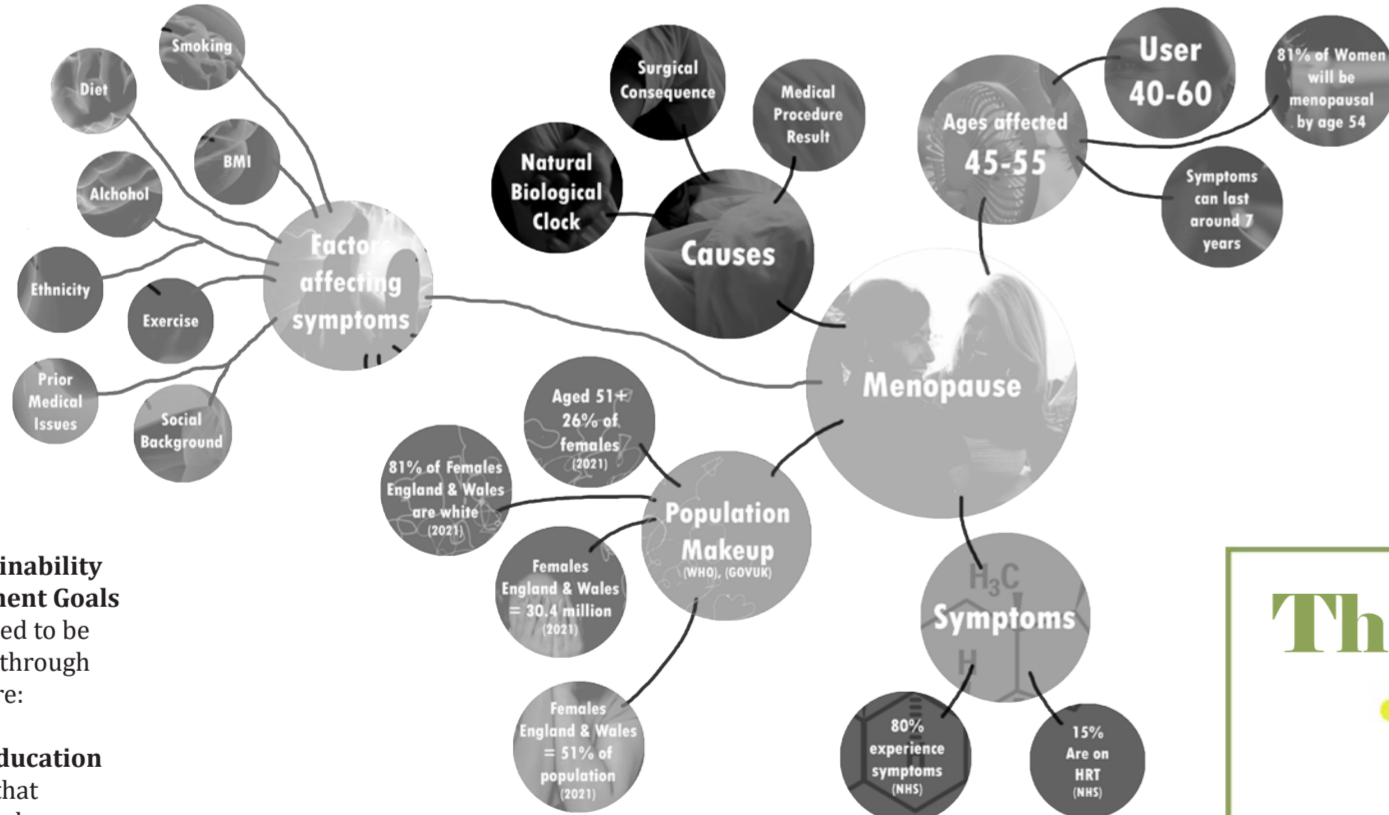 Smoking
Diet
BMI
Alchohol
Ethnicity
Exercise
Prior
Medical
Issues
Social
Background
Factors
affecting
symptoms
Surgical
Consequence
Medical
Procedure
Result
Natural
Biological
Clock
Causes
User
40-60
81% of Women
will be
menopausal
by age 54
Ages affected
45-55
Symptoms
can last
around 7
years
Menopause
Aged 51+
26% of
females
(2021)
81% of Females
England & Wales
are white
(2021)
Females
England & Wales
= 30.4 million
(2021)
Females
England & Wales
= 51% of
population
(2021)
Population
Makeup
(WHO), (GOVUK)
H₃C
Symptoms
H
80%
experience
symptoms
(NHS)
15%
Are on
HRT
(NHS)
inability
ment Goals
ed to be
through
re:
ducation
that
Th